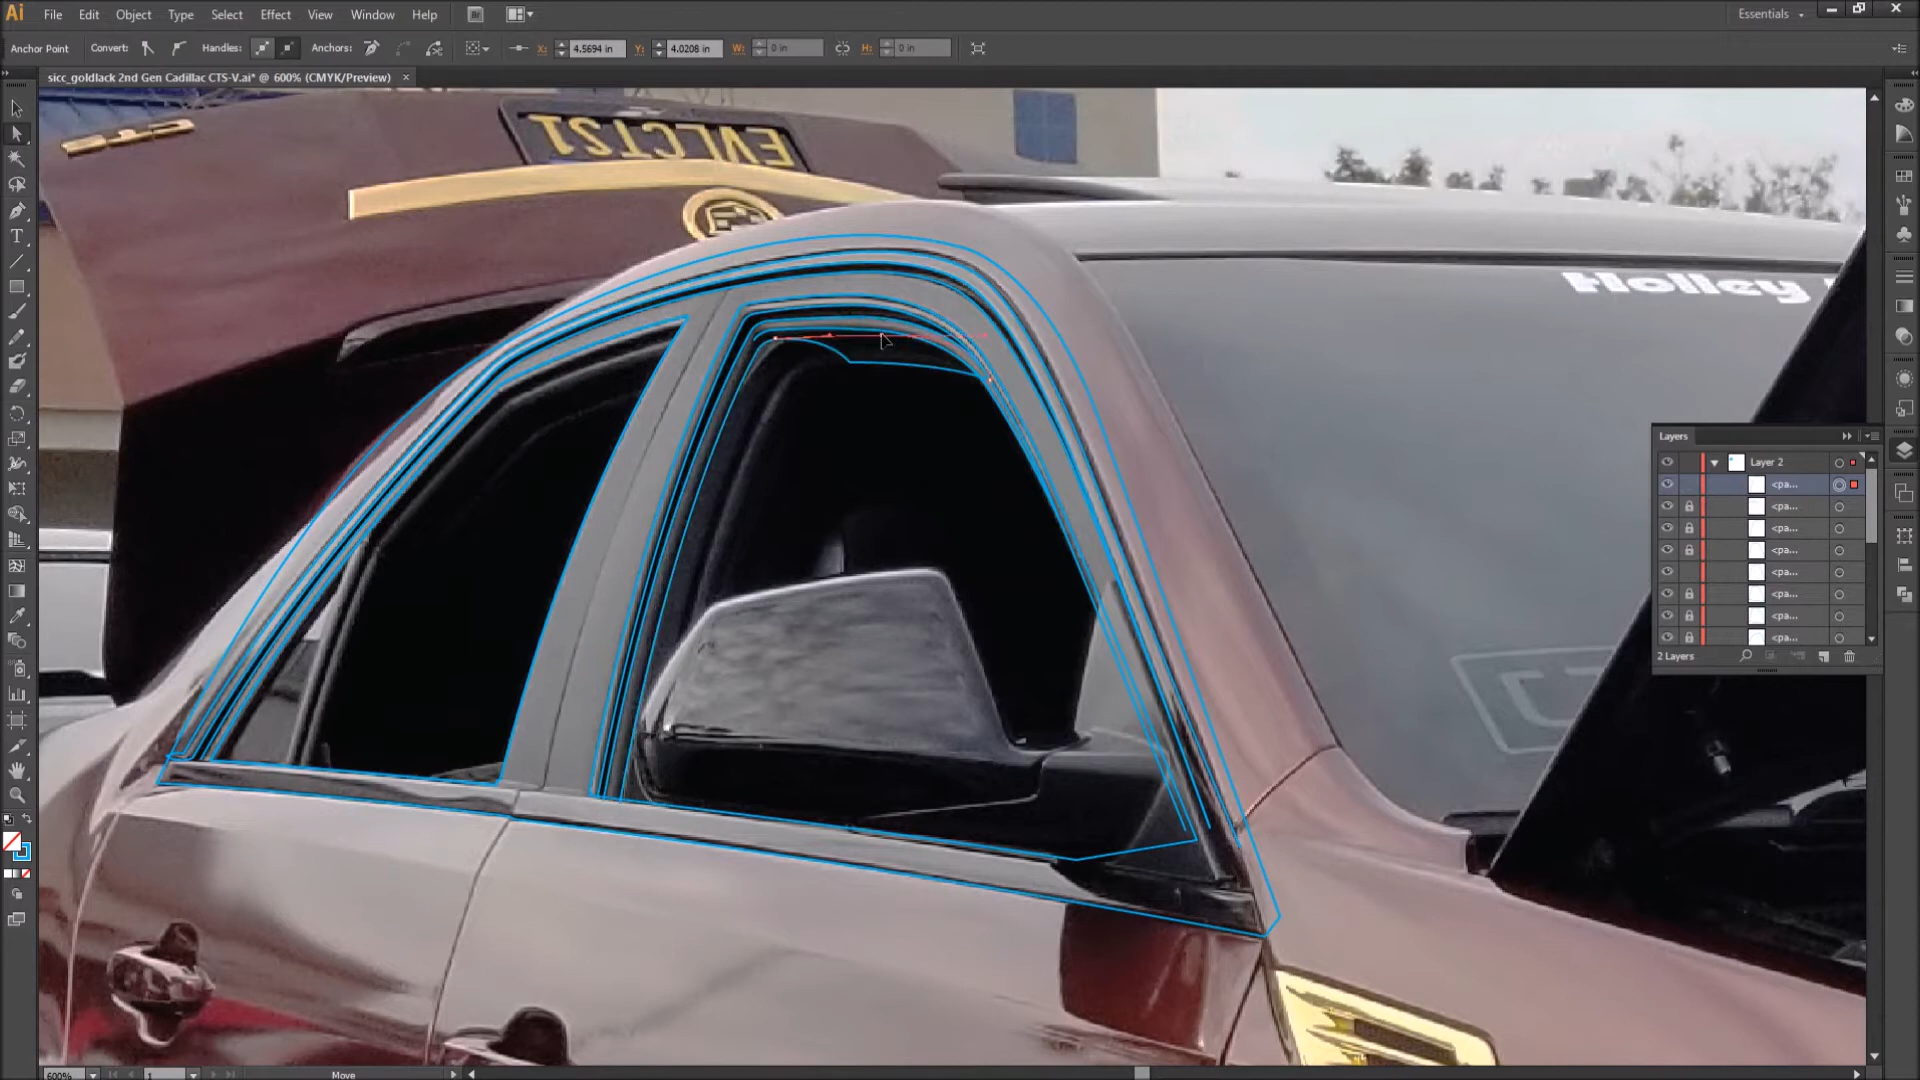 Ai File Edit Object Type Select Effect View Window Help Br Essentials
Anchor Point Convert: Handles: Anchors: X: 4.5694 in Y: 4.0208 in W: 0 in H: 0 in
sicc_goldlack 2nd Gen Cadillac CTS-V.ai* @ 600% (CMYK/Preview) ×
EVLCTS1
Holley
Layers
Layer 2
<pa...
<pa...
<pa...
<pa...
<pa...
<pa...
<pa...
<pa...
2 Layers
600% 1 Move